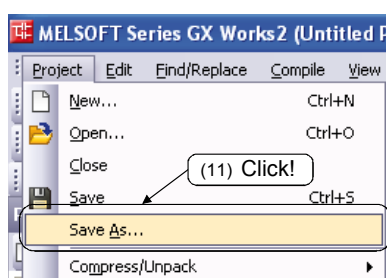 MELSOFT Series GX Works2 (Untitled P
Project Edit Find/Replace Compile View
New... Ctrl+N
Open... Ctrl+O
Close
(11) Click!
Save Ctrl+S
Save As...
Compress/Unpack